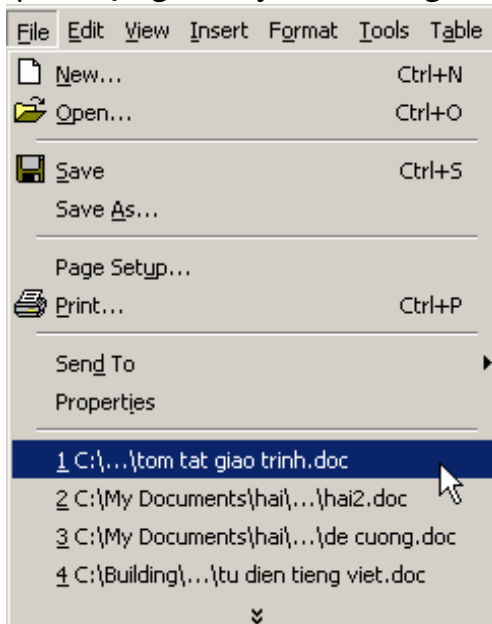 File Edit View Insert Format Tools Table
New... Ctrl+N
Open... Ctrl+O
Save Ctrl+S
Save As...
Page Setup...
Print... Ctrl+P
Send To
Properties
1 C:\...\tom tat giao trinh.doc
2 C:\My Documents\hai\...\hai2.doc
3 C:\My Documents\hai\...\de cuong.doc
4 C:\Building\...\tu dien tieng viet.doc